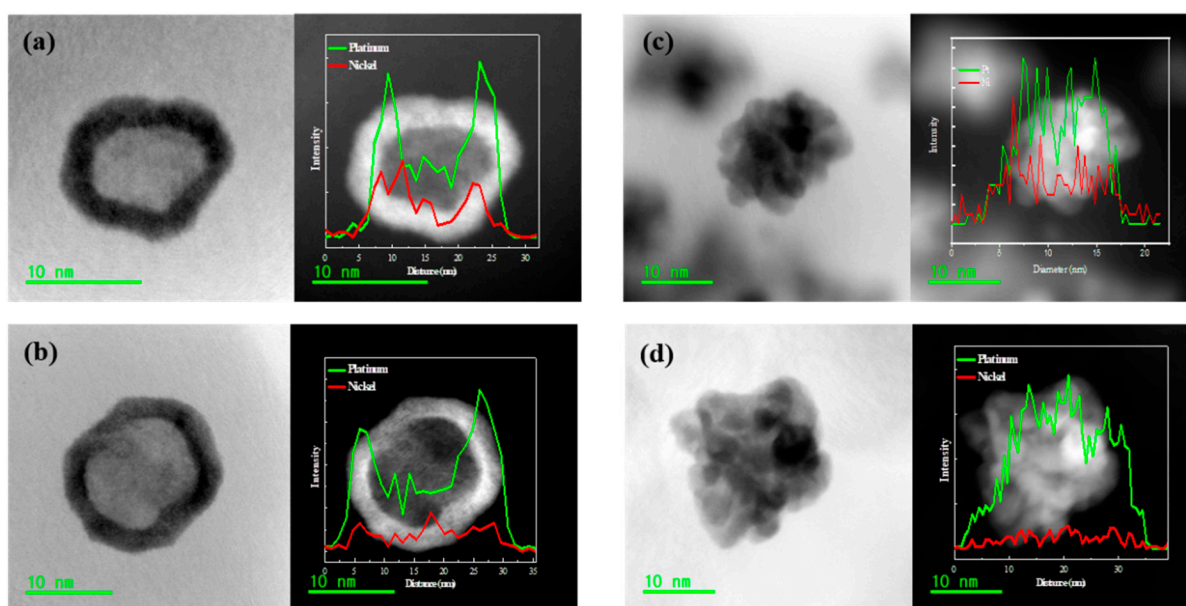 (a)
10 nm
Platinum
Nickel
Intensity
0 5 10 15 20 25 30
Distance (nm)
10 nm
(c)
10 nm
Intensity
0 5 10 15 20
Diameter (nm)
5 nm
(b)
10 nm
Platinum
Nickel
Intensity
0 5 10 15 20 25 30 35
Distance (nm)
10 nm
(d)
10 nm
Platinum
Nickel
Intensity
0 10 20 30
Distance (nm)
10 nm